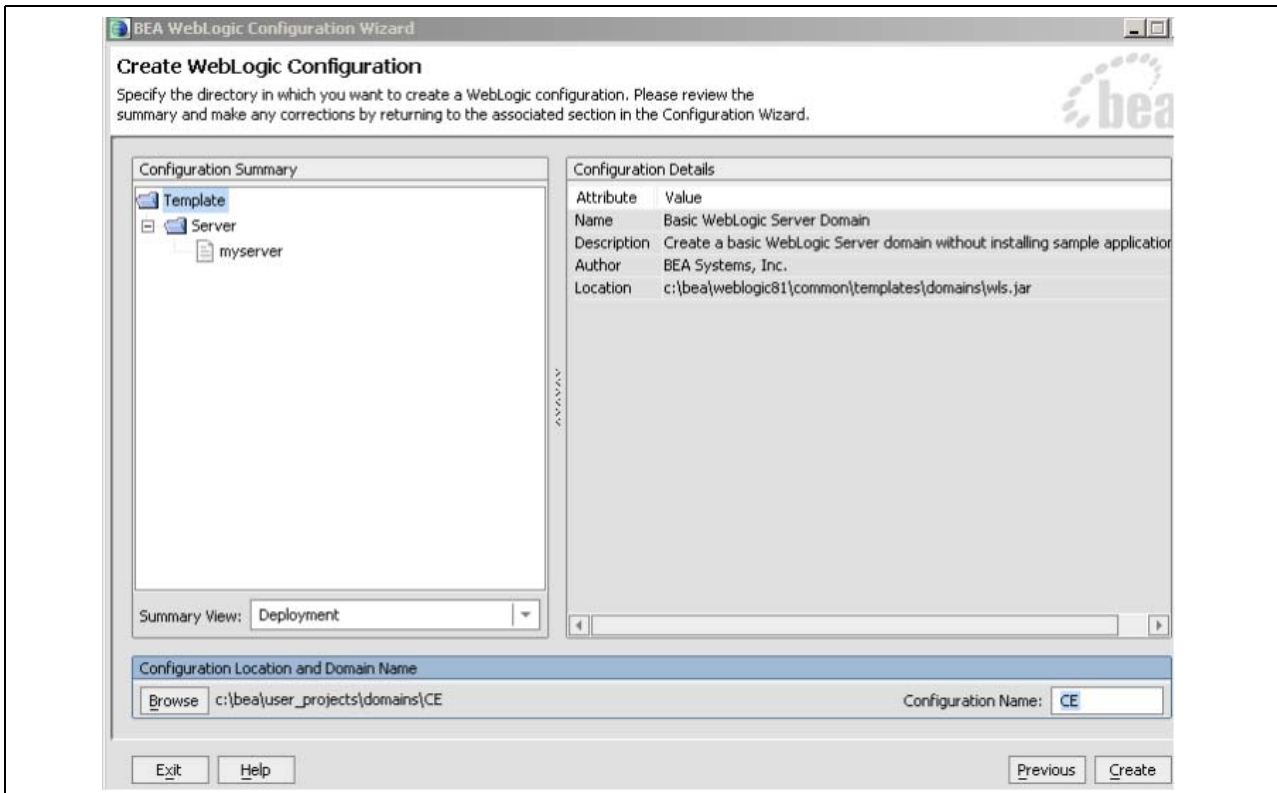 BEA WebLogic Configuration Wizard
Create WebLogic Configuration
Specify the directory in which you want to create a WebLogic configuration. Please review the
summary and make any corrections by returning to the associated section in the Configuration Wizard.
bea
Configuration Summary
Template
Server
myserver
Summary View: Deployment
Configuration Details
Attribute Value
Name Basic WebLogic Server Domain
Description Create a basic WebLogic Server domain without installing sample application
Author BEA Systems, Inc.
Location c:\bea\weblogic81\common\templates\domains\wls.jar
Configuration Location and Domain Name
Browse c:\bea\user_projects\domains\CE Configuration Name: CE
Exit Help Previous Create